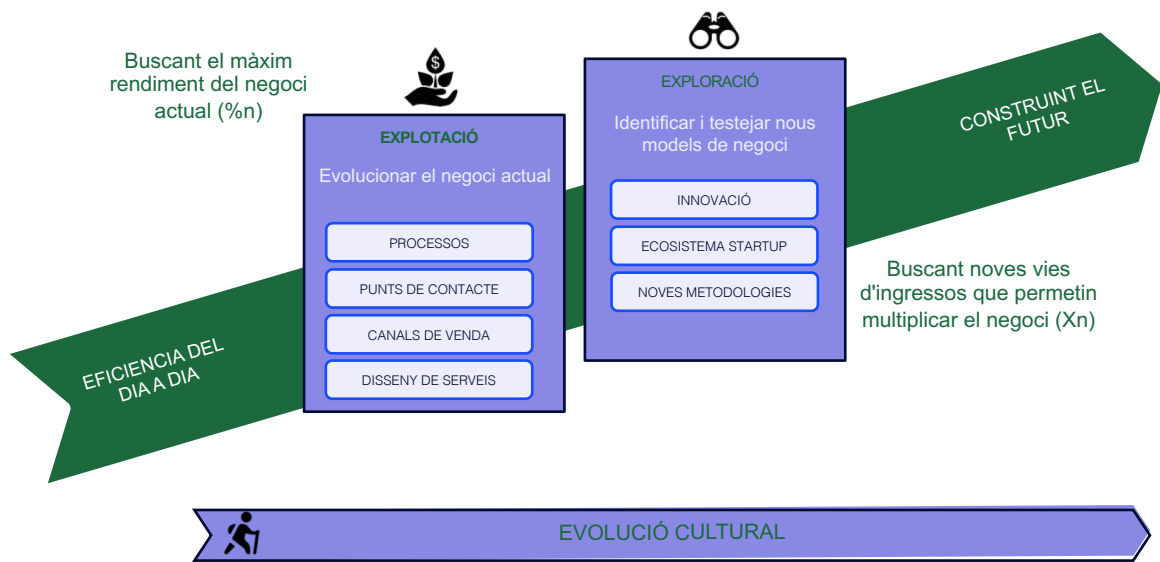 Buscant el màxim
rendiment del negoci
actual (%n)
$
EXPLOTACIÓ
Evolucionar el negoci actual
PROCESSOS
PUNTS DE CONTACTE
CANALS DE VENDA
DISSENY DE SERVEIS
EXPLORACIÓ
Identificar i testejar nous
models de negoci
INNOVACIÓ
ECOSISTEMA STARTUP
NOVES METODOLOGIES
CONSTRUINT EL
FUTUR
Buscant noves vies
d'ingressos que permetin
multiplicar el negoci (Xn)
EFICIENCIA DEL
DIA A DIA
EVOLUCIÓ CULTURAL